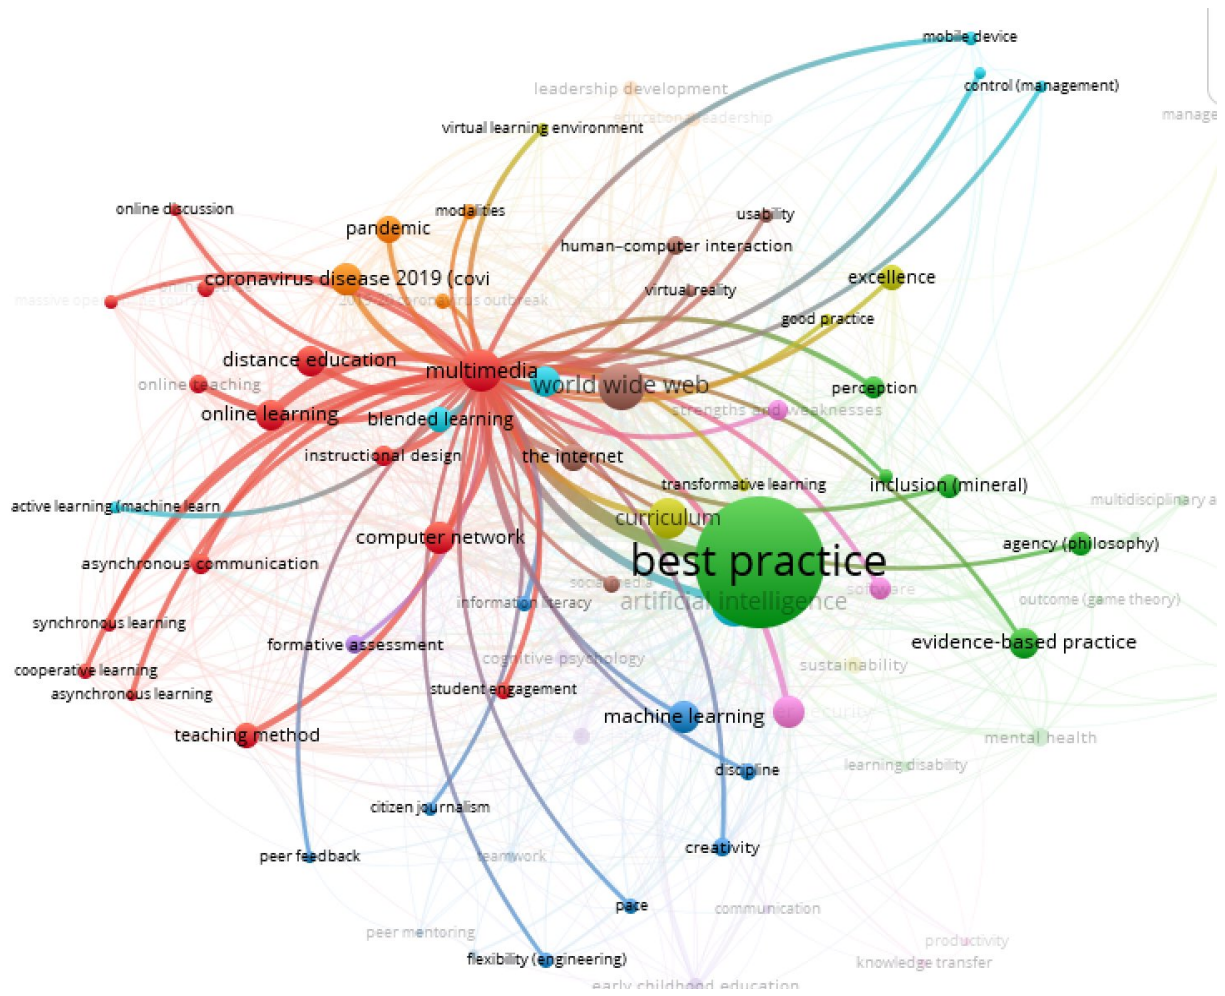 mobile device
control (management)
leadership development
manage
educational leadership
virtual learning environment
online discussion
modalities
usability
pandemic
human–computer interaction
coronavirus disease 2019 (covi
excellence
virtual reality
good practice
distance education
multimedia
world wide web
online teaching
perception
strengths and weaknesses
online learning
blended learning
instructional design
the internet
transformative learning
inclusion (mineral)
active learning (machine learn
multidisciplinary a
curriculum
computer network
agency (philosophy)
best practice
asynchronous communication
social media
software
information literacy
artificial intelligence
outcome (game theory)
synchronous learning
formative assessment
evidence-based practice
cognitive psychology
sustainability
cooperative learning
asynchronous learning
student engagement
machine learning
security
teaching method
mental health
learning disability
discipline
citizen journalism
creativity
peer feedback
teamwork
pace
communication
peer mentoring
productivity
flexibility (engineering)
knowledge transfer
early childhood education